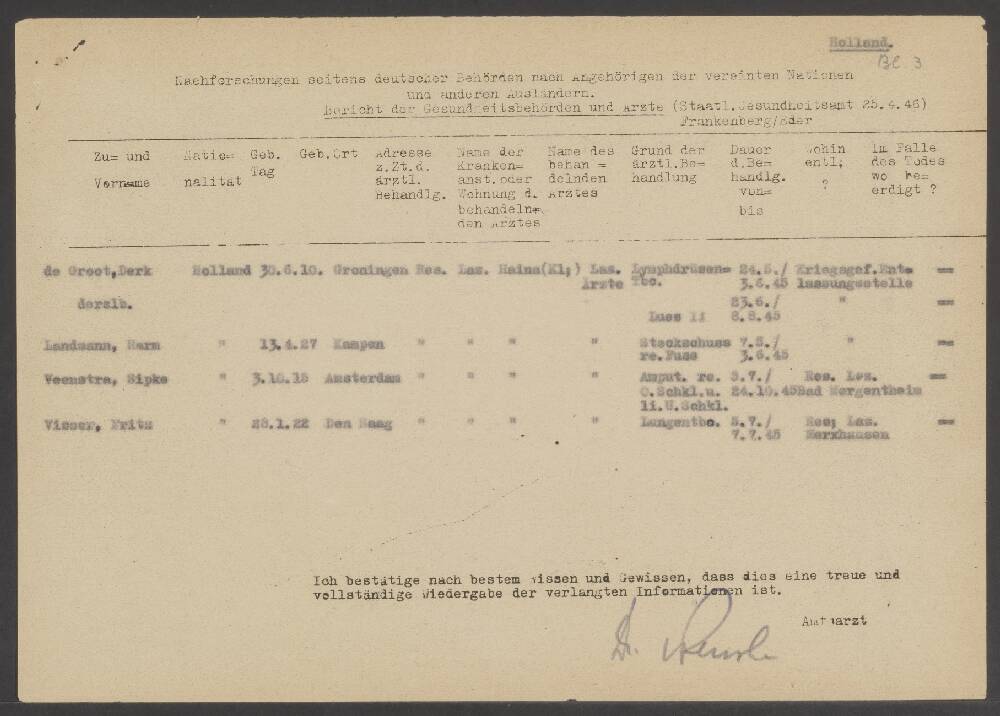 Holland.
Bl. 3
Nachforschungen seitens deutscher Behörden nach Angehörigen der vereinten Nationen
und anderen Ausländern.
Bericht der Gesundheitsbehörden und Ärzte (Staatl.Gesundheitsamt 25.4.46)
Frankenberg/Eder
Zu= und Vorname
Natio= nalität
Geb. Tag
Geb.Ort
Adresse z.Zt.d. ärztl. Behandlg.
Name der Kranken= anst.oder Wohnung d. behandeln= den Arztes
Name des behan = delnden Arztes
Grund der ärztl.Be= handlung
Dauer d.Be= handlg. von= bis
wohin entl; ?
Im Falle des Todes wo be= erdigt ?
de Groot,Derk Holland 30.6.10. Groningen Res. Laz. Haina(Kl;) Las. Lymphdrüsen= 24.5./ Kriegsgef.Ent= ==
Ärzte Tbc. 3.6.45 lassungsstelle
derslb. 23.6./ " ==
Lues II 8.8.45
Landmann, Harm " 13.4.27 Kampen " " " " Steckschuss 7.5./ " ==
re.Fuss 3.6.45
Veenstra, Sipke " 3.10.15 Amsterdam " " " " Amput. re. 3.7./ Res. Laz. ==
O.Schkl.u. 24.10.45Bad Mergentheim
li.U.Schkl.
Visser, Fritz " 28.1.22 Den Haag " " " " Lungentbc. 5.7./ Res; Laz. ==
7.7.45 Merxhausen
Ich bestätige nach bestem Wissen und Gewissen, dass dies eine treue und
vollständige Wiedergabe der verlangten Informationen ist.
Amtsarzt
Dr.